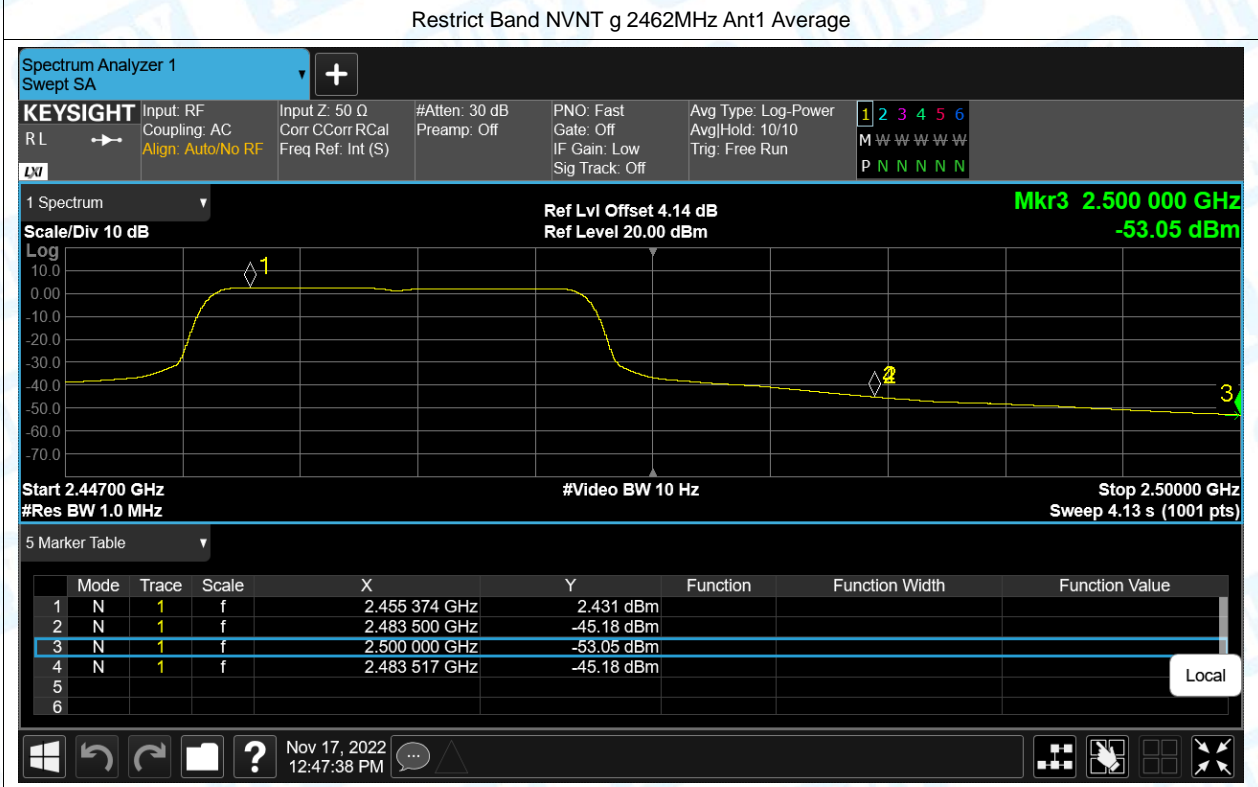 Restrict Band NVNT g 2462MHz Ant1 Average
Spectrum Analyzer 1
Swept SA
KEYSIGHT
RL
LXI
Input: RF
Coupling: AC
Align: Auto/No RF
Input Z: 50 Ω
Corr CCorr RCal
Freq Ref: Int (S)
#Atten: 30 dB
Preamp: Off
PNO: Fast
Gate: Off
IF Gain: Low
Sig Track: Off
Avg Type: Log-Power
Avg|Hold: 10/10
Trig: Free Run
1 2 3 4 5 6
M W W W W W
P N N N N N
1 Spectrum
Scale/Div 10 dB
Ref Lvl Offset 4.14 dB
Ref Level 20.00 dBm
Mkr3 2.500 000 GHz
-53.05 dBm
Log
10.0
0.00
-10.0
-20.0
-30.0
-40.0
-50.0
-60.0
-70.0
1
2
3
Start 2.44700 GHz
#Res BW 1.0 MHz
#Video BW 10 Hz
Stop 2.50000 GHz
Sweep 4.13 s (1001 pts)
5 Marker Table
Mode Trace Scale X Y Function Function Width Function Value
1 N 1 f 2.455 374 GHz 2.431 dBm
2 N 1 f 2.483 500 GHz -45.18 dBm
3 N 1 f 2.500 000 GHz -53.05 dBm
4 N 1 f 2.483 517 GHz -45.18 dBm
5
6
Local
?
Nov 17, 2022
12:47:38 PM